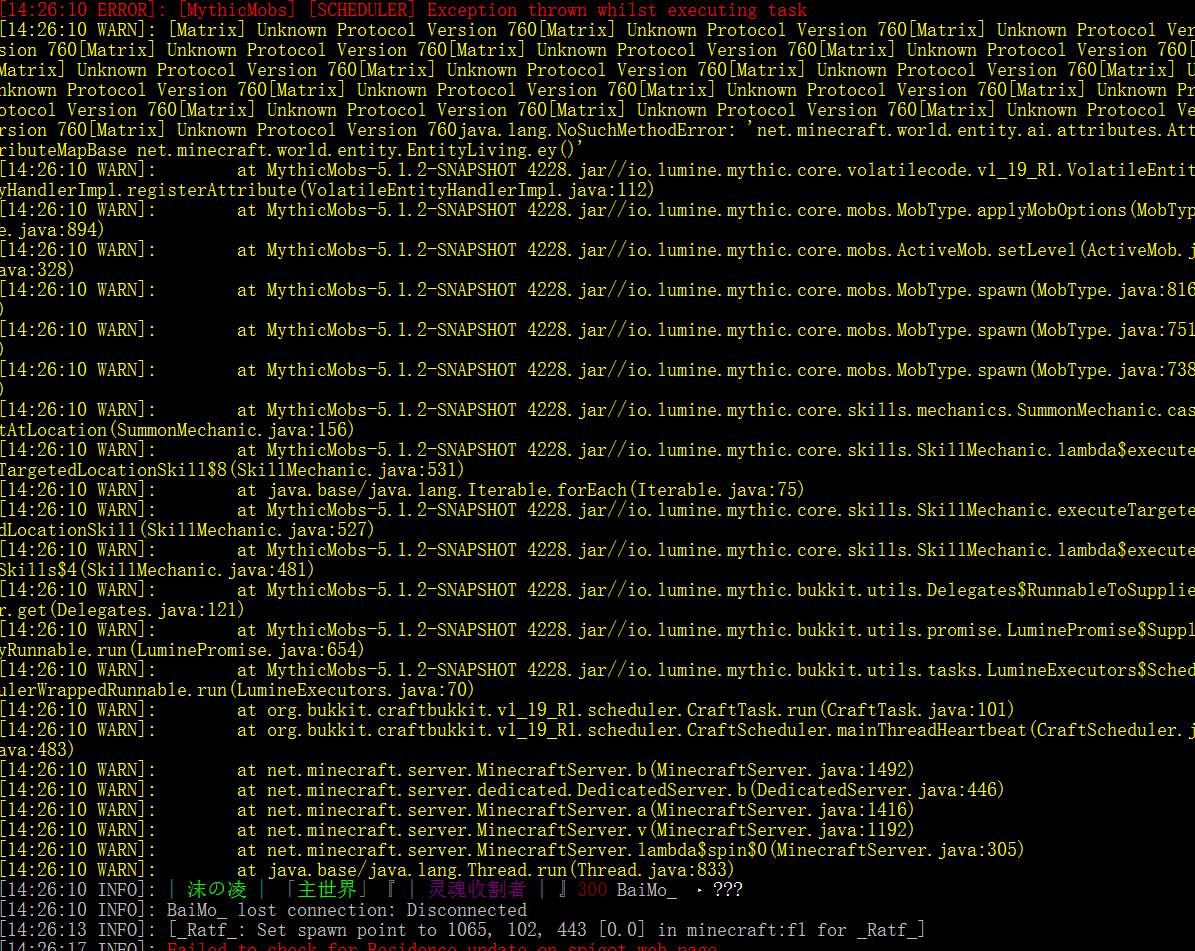 [14:26:10 ERROR]: [MythicMobs] [SCHEDULER] Exception thrown whilst executing task
[14:26:10 WARN]: [Matrix] Unknown Protocol Version 760[Matrix] Unknown Protocol Version 760[Matrix] Unknown Protocol Ver
sion 760[Matrix] Unknown Protocol Version 760[Matrix] Unknown Protocol Version 760[Matrix] Unknown Protocol Version 760[
Matrix] Unknown Protocol Version 760[Matrix] Unknown Protocol Version 760[Matrix] Unknown Protocol Version 760[Matrix] U
nknown Protocol Version 760[Matrix] Unknown Protocol Version 760[Matrix] Unknown Protocol Version 760[Matrix] Unknown Pr
otocol Version 760[Matrix] Unknown Protocol Version 760[Matrix] Unknown Protocol Version 760[Matrix] Unknown Protocol Ve
rsion 760[Matrix] Unknown Protocol Version 760java.lang.NoSuchMethodError: 'net.minecraft.world.entity.ai.attributes.Att
ributeMapBase net.minecraft.world.entity.EntityLiving.ey()'
[14:26:10 WARN]: at MythicMobs-5.1.2-SNAPSHOT 4228.jar//io.lumine.mythic.core.volatilecode.v1_19_R1.VolatileEntit
yHandlerImpl.registerAttribute(VolatileEntityHandlerImpl.java:112)
[14:26:10 WARN]: at MythicMobs-5.1.2-SNAPSHOT 4228.jar//io.lumine.mythic.core.mobs.MobType.applyMobOptions(MobTyp
e.java:894)
[14:26:10 WARN]: at MythicMobs-5.1.2-SNAPSHOT 4228.jar//io.lumine.mythic.core.mobs.ActiveMob.setLevel(ActiveMob.j
ava:328)
[14:26:10 WARN]: at MythicMobs-5.1.2-SNAPSHOT 4228.jar//io.lumine.mythic.core.mobs.MobType.spawn(MobType.java:816
)
[14:26:10 WARN]: at MythicMobs-5.1.2-SNAPSHOT 4228.jar//io.lumine.mythic.core.mobs.MobType.spawn(MobType.java:751
)
[14:26:10 WARN]: at MythicMobs-5.1.2-SNAPSHOT 4228.jar//io.lumine.mythic.core.mobs.MobType.spawn(MobType.java:738
)
[14:26:10 WARN]: at MythicMobs-5.1.2-SNAPSHOT 4228.jar//io.lumine.mythic.core.skills.mechanics.SummonMechanic.cas
tAtLocation(SummonMechanic.java:156)
[14:26:10 WARN]: at MythicMobs-5.1.2-SNAPSHOT 4228.jar//io.lumine.mythic.core.skills.SkillMechanic.lambda$execute
TargetedLocationSkill$8(SkillMechanic.java:531)
[14:26:10 WARN]: at java.base/java.lang.Iterable.forEach(Iterable.java:75)
[14:26:10 WARN]: at MythicMobs-5.1.2-SNAPSHOT 4228.jar//io.lumine.mythic.core.skills.SkillMechanic.executeTargete
dLocationSkill(SkillMechanic.java:527)
[14:26:10 WARN]: at MythicMobs-5.1.2-SNAPSHOT 4228.jar//io.lumine.mythic.core.skills.SkillMechanic.lambda$execute
Skills$4(SkillMechanic.java:481)
[14:26:10 WARN]: at MythicMobs-5.1.2-SNAPSHOT 4228.jar//io.lumine.mythic.bukkit.utils.Delegates$RunnableToSupplie
r.get(Delegates.java:121)
[14:26:10 WARN]: at MythicMobs-5.1.2-SNAPSHOT 4228.jar//io.lumine.mythic.bukkit.utils.promise.LuminePromise$Suppl
yRunnable.run(LuminePromise.java:654)
[14:26:10 WARN]: at MythicMobs-5.1.2-SNAPSHOT 4228.jar//io.lumine.mythic.bukkit.utils.tasks.LumineExecutors$Sched
ulerWrappedRunnable.run(LumineExecutors.java:70)
[14:26:10 WARN]: at org.bukkit.craftbukkit.v1_19_R1.scheduler.CraftTask.run(CraftTask.java:101)
[14:26:10 WARN]: at org.bukkit.craftbukkit.v1_19_R1.scheduler.CraftScheduler.mainThreadHeartbeat(CraftScheduler.j
ava:483)
[14:26:10 WARN]: at net.minecraft.server.MinecraftServer.b(MinecraftServer.java:1492)
[14:26:10 WARN]: at net.minecraft.server.dedicated.DedicatedServer.b(DedicatedServer.java:446)
[14:26:10 WARN]: at net.minecraft.server.MinecraftServer.a(MinecraftServer.java:1416)
[14:26:10 WARN]: at net.minecraft.server.MinecraftServer.v(MinecraftServer.java:1192)
[14:26:10 WARN]: at net.minecraft.server.MinecraftServer.lambda$spin$0(MinecraftServer.java:305)
[14:26:10 WARN]: at java.base/java.lang.Thread.run(Thread.java:833)
[14:26:10 INFO]: | 沫の凌 | 「主世界」『 | 灵魂收割者 | 』300 BaiMo_ ‣ ???
[14:26:10 INFO]: BaiMo_ lost connection: Disconnected
[14:26:13 INFO]: [_Ratf_: Set spawn point to 1065, 102, 443 [0.0] in minecraft:f1 for _Ratf_]
[14:26:17 INFO]: Failed to check for Residence update on spigot web page.